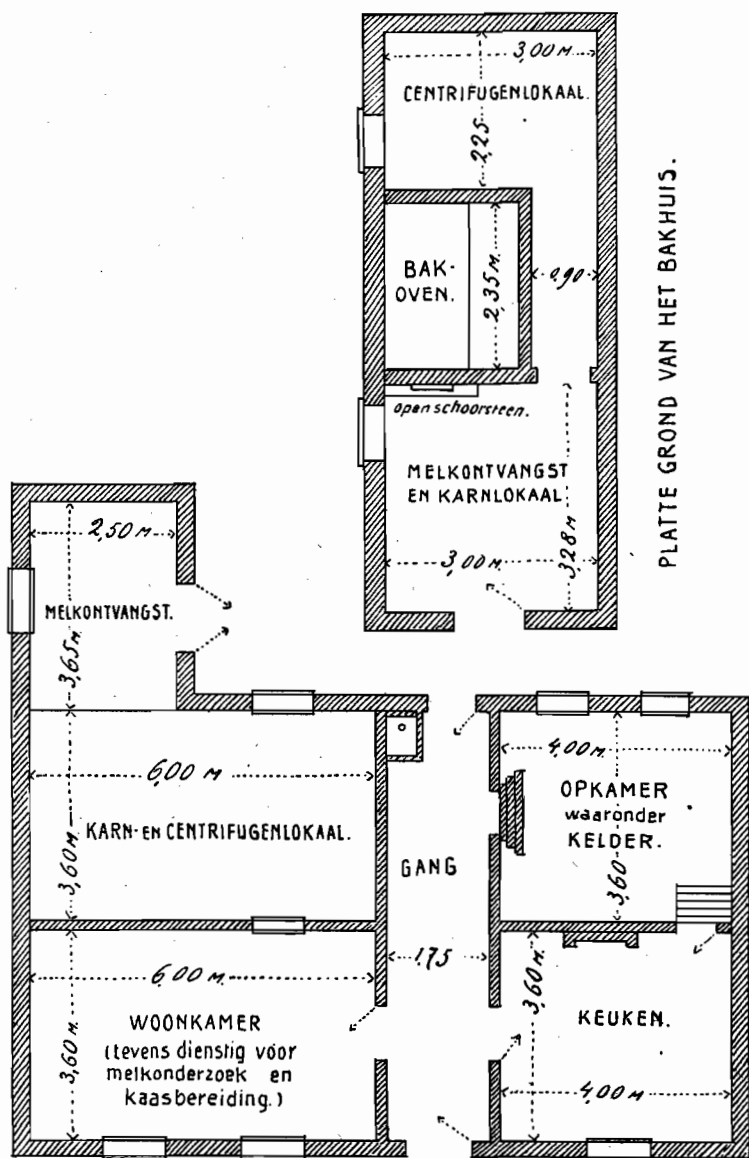 3,00 M.
CENTRIFUGENLOKAAL.
2,25
BAK-
OVEN.
2,35 M.
0,90
open schoorsteen.
MELKONTVANGST
EN KARNLOKAAL
3,28 M
3,00 M.
PLATTE GROND VAN HET BAKHUIS.
2,50 M
MELKONTVANGST.
3,65 M.
6,00 M
KARN- EN CENTRIFUGENLOKAAL.
3,60 M.
GANG
4,00 M.
OPKAMER
waaronder
KELDER.
3,60
6,00 M.
WOONKAMER
(tevens dienstig voor
melkonderzoek en
kaasbereiding.)
3,60 M.
1,75
3,60 M.
KEUKEN.
4,00 M.